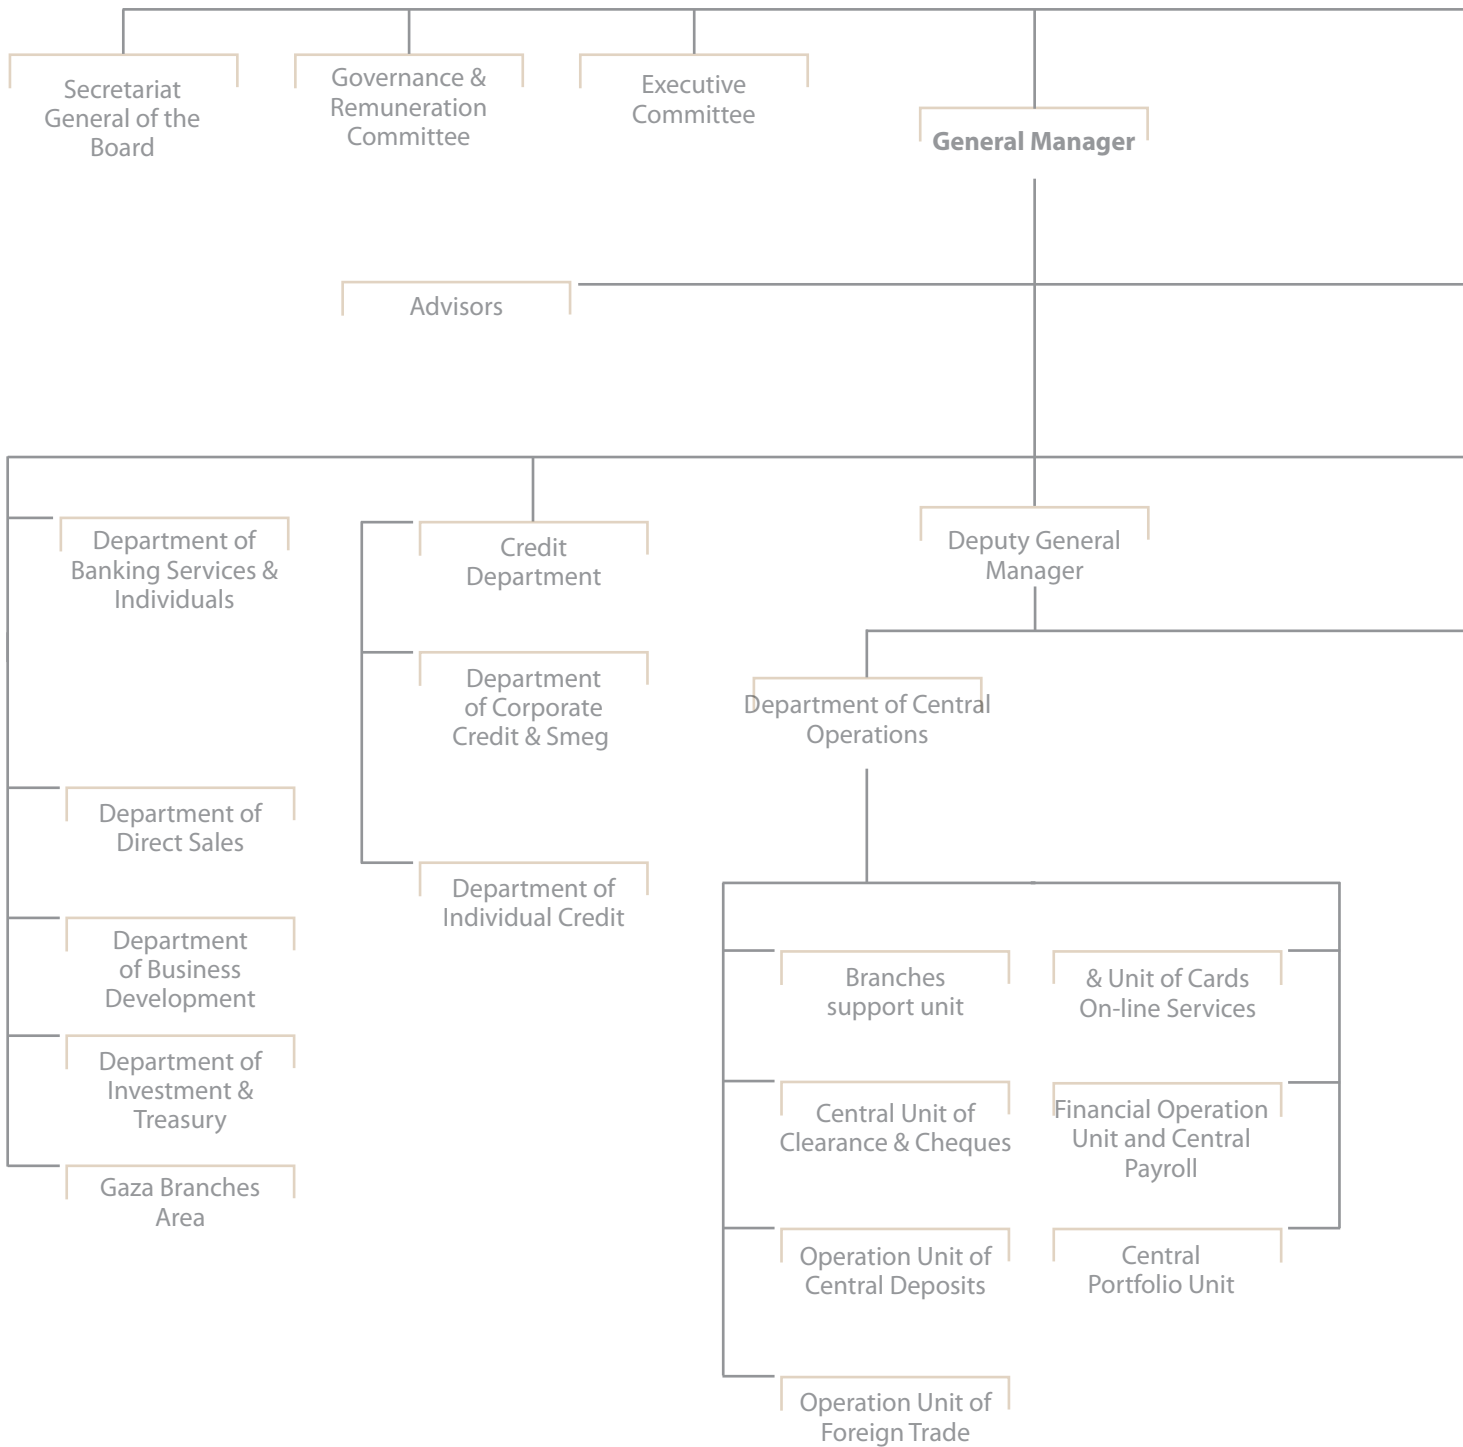 Secretariat
General of the
Board
Governance &
Remuneration
Committee
Executive
Committee
General Manager
Advisors
Department of
Banking Services &
Individuals
Credit
Department
Deputy General
Manager
Department
of Corporate
Credit & Smeg
Department of Central
Operations
Department of
Direct Sales
Department of
Individual Credit
Department
of Business
Development
Branches
support unit
& Unit of Cards
On-line Services
Department of
Investment &
Treasury
Central Unit of
Clearance & Cheques
Financial Operation
Unit and Central
Payroll
Gaza Branches
Area
Operation Unit of
Central Deposits
Central
Portfolio Unit
Operation Unit of
Foreign Trade